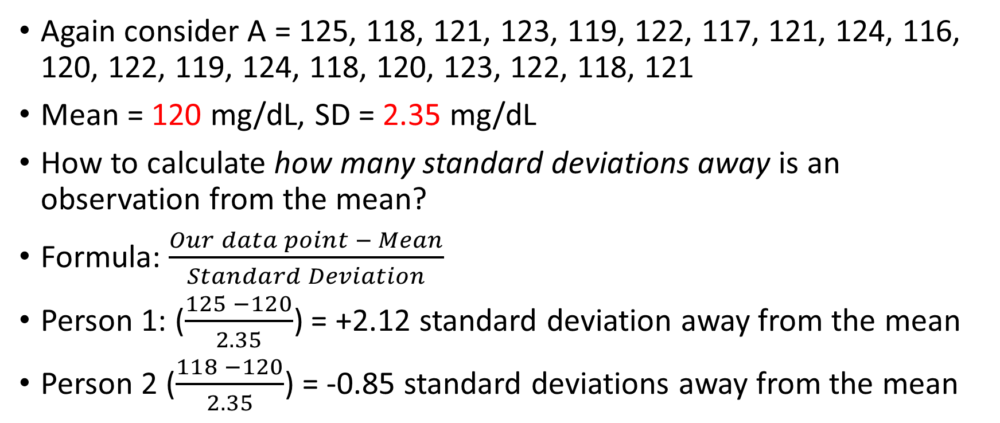 • Again consider A = 125, 118, 121, 123, 119, 122, 117, 121, 124, 116,
120, 122, 119, 124, 118, 120, 123, 122, 118, 121
• Mean = 120 mg/dL, SD = 2.35 mg/dL
• How to calculate how many standard deviations away is an
observation from the mean?
• Formula: \frac{Our data point − Mean}{Standard Deviation}
• Person 1: (\frac{125 −120}{2.35}) = +2.12 standard deviation away from the mean
• Person 2 (\frac{118 −120}{2.35}) = -0.85 standard deviations away from the mean